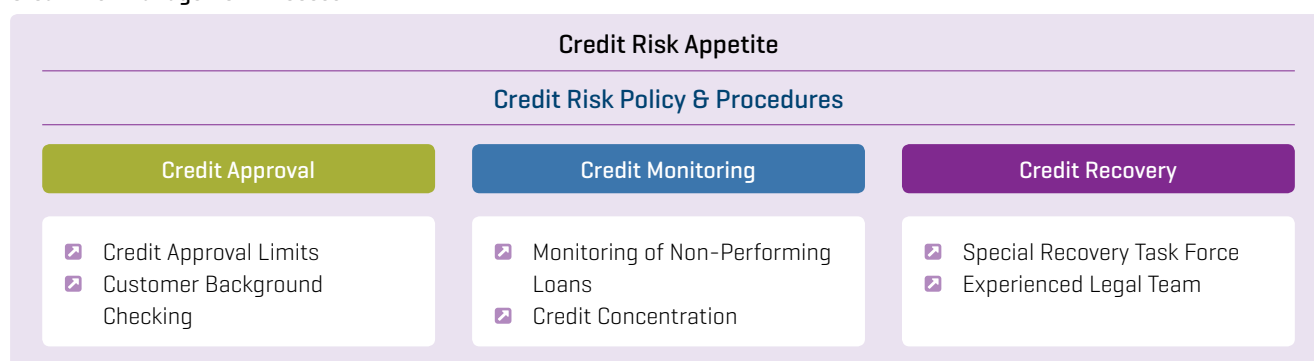 Credit Risk Appetite
Credit Risk Policy & Procedures
Credit Approval
Credit Approval Limits
Customer Background
Checking
Credit Monitoring
Monitoring of Non-Performing
Loans
Credit Concentration
Credit Recovery
Special Recovery Task Force
Experienced Legal Team